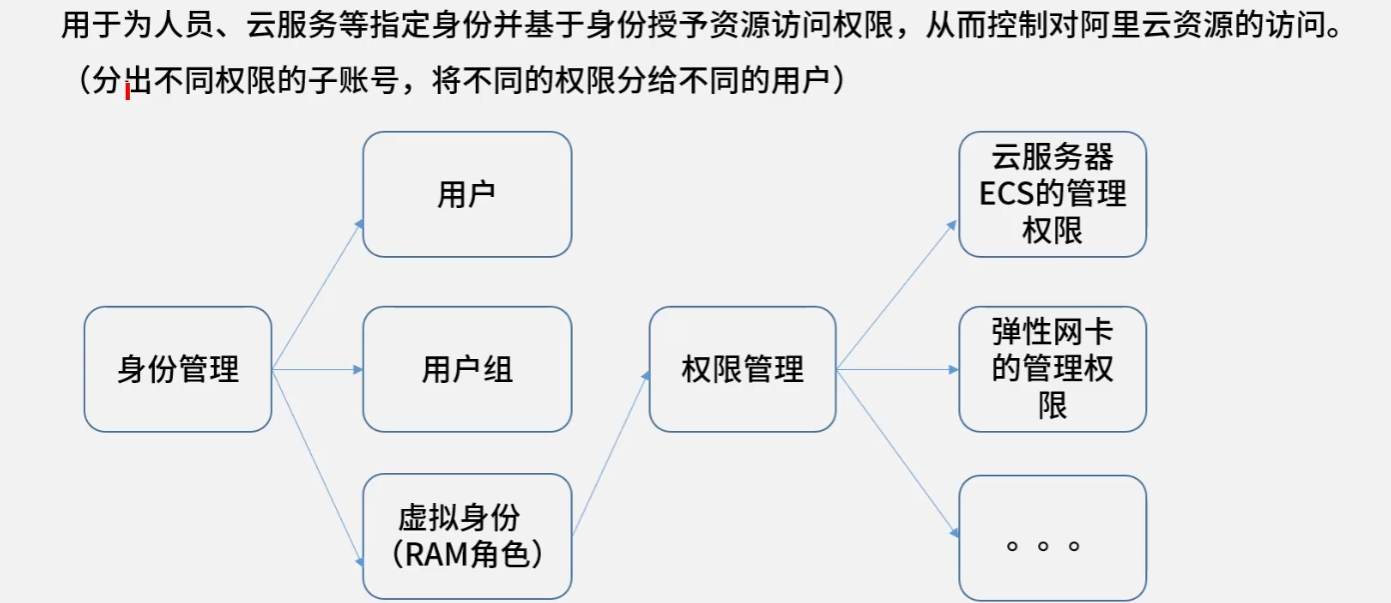 用于为人员、云服务等指定身份并基于身份授予资源访问权限，从而控制对阿里云资源的访问。
（分出不同权限的子账号，将不同的权限分给不同的用户）
用户
云服务器
ECS的管理
权限
身份管理
用户组
权限管理
弹性网卡
的管理权
限
虚拟身份
（RAM角色）
。。。